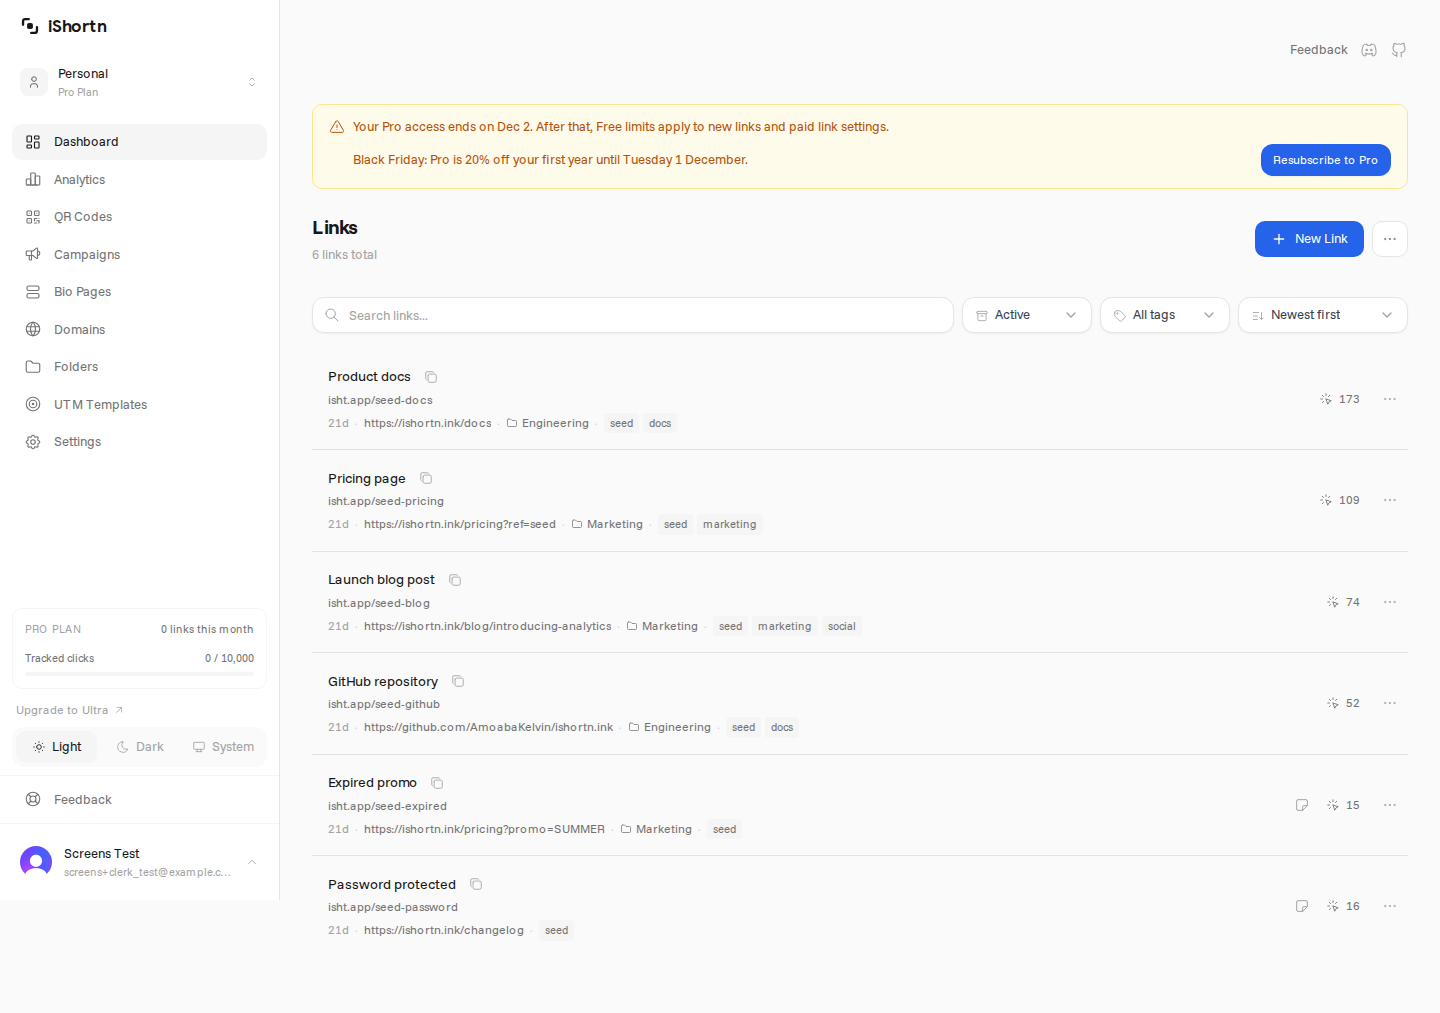 iShortn
Personal
Pro Plan
Dashboard
Analytics
QR Codes
Campaigns
Bio Pages
Domains
Folders
UTM Templates
Settings
PRO PLAN 0 links this month
Tracked clicks 0 / 10,000
Upgrade to Ultra
Light Dark System
Feedback
Screens Test
screens+clerk_test@example.c...
Feedback
Your Pro access ends on Dec 2. After that, Free limits apply to new links and paid link settings.
Black Friday: Pro is 20% off your first year until Tuesday 1 December.
Resubscribe to Pro
Links
6 links total
New Link
Search links...
Active
All tags
Newest first
Product docs
isht.app/seed-docs
21d · https://ishortn.ink/docs · Engineering · seed docs
173
Pricing page
isht.app/seed-pricing
21d · https://ishortn.ink/pricing?ref=seed · Marketing · seed marketing
109
Launch blog post
isht.app/seed-blog
21d · https://ishortn.ink/blog/introducing-analytics · Marketing · seed marketing social
74
GitHub repository
isht.app/seed-github
21d · https://github.com/AmoabaKelvin/ishortn.ink · Engineering · seed docs
52
Expired promo
isht.app/seed-expired
21d · https://ishortn.ink/pricing?promo=SUMMER · Marketing · seed
15
Password protected
isht.app/seed-password
21d · https://ishortn.ink/changelog · seed
16